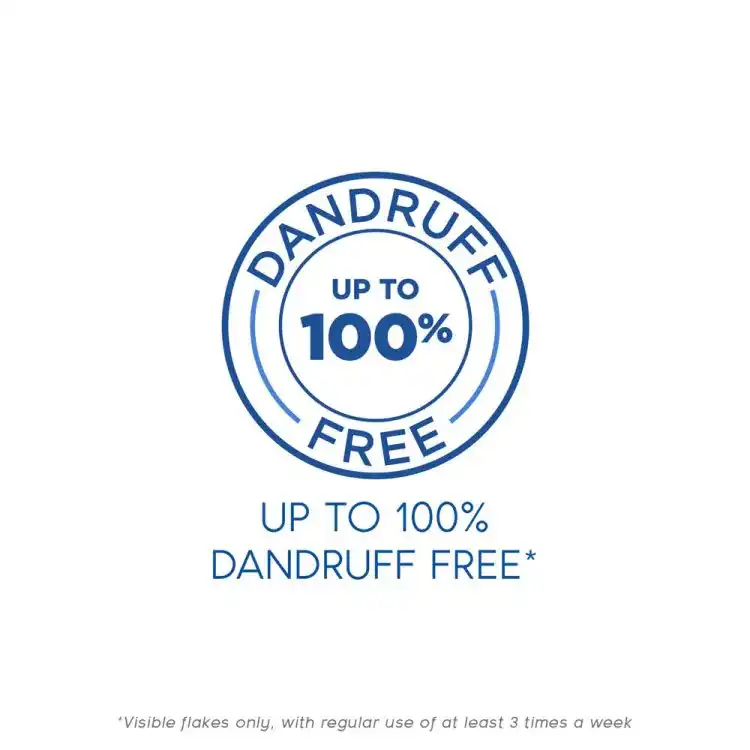 DANDRUFF
UP TO
100%
FREE
UP TO 100%
DANDRUFF FREE*
*Visible flakes only, with regular use of at least 3 times a week